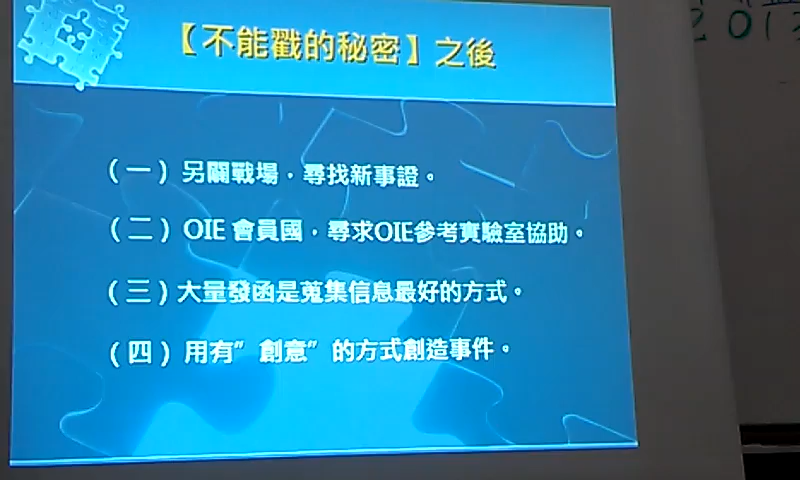 【不能戳的秘密】之後
（一）另闢戰場，尋找新事證。
（二）OIE 會員國，尋求OIE參考實驗室協助。
（三）大量發函是蒐集信息最好的方式。
（四）用有”創意”的方式創造事件。